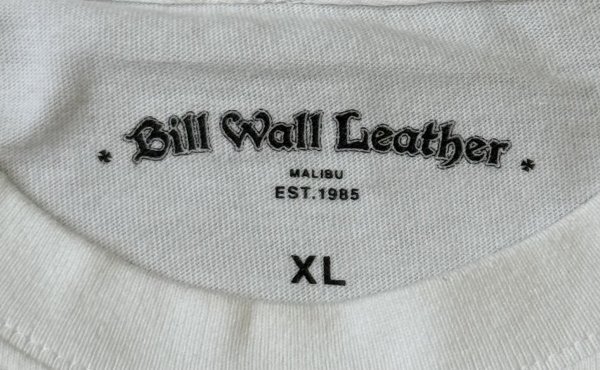 Bill Wall Leather
MALIBU
EST.1985
XL